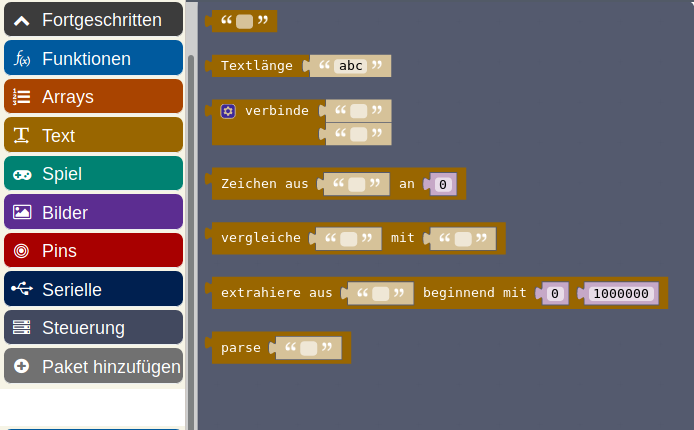 Fortgeschritten
Funktionen
Arrays
Text
Spiel
Bilder
Pins
Serielle
Steuerung
Paket hinzufügen
“ ”
Textlänge “ abc ”
verbinde “ ”
“ ”
Zeichen aus “ ” an 0
vergleiche “ ” mit “ ”
extrahiere aus “ ” beginnend mit 0 1000000
parse “ ”